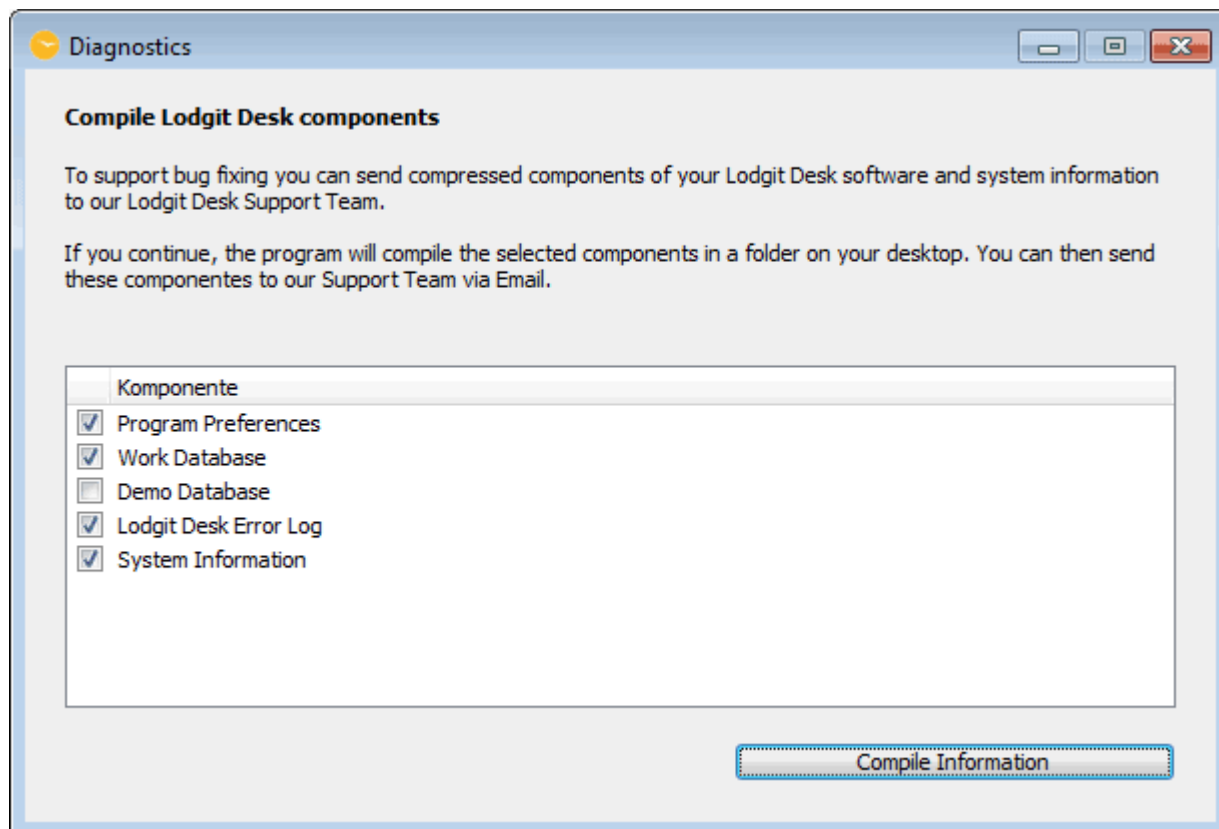 Diagnostics
Compile Lodgit Desk components
To support bug fixing you can send compressed components of your Lodgit Desk software and system information
to our Lodgit Desk Support Team.
If you continue, the program will compile the selected components in a folder on your desktop. You can then send
these componentes to our Support Team via Email.
Komponente
Program Preferences
Work Database
Demo Database
Lodgit Desk Error Log
System Information
Compile Information